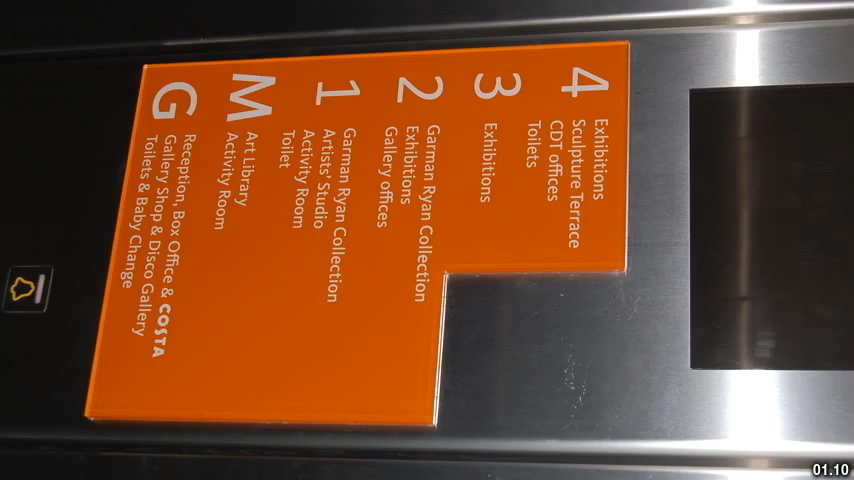 4
Exhibitions
Sculpture Terrace
CDT offices
Toilets
3
Exhibitions
2
Garman Ryan Collection
Exhibitions
Gallery offices
1
Garman Ryan Collection
Artists' Studio
Activity Room
Toilet
M
Art Library
Activity Room
G
Reception, Box Office & COSTA
Gallery Shop & Disco Gallery
Toilets & Baby Change
01.10